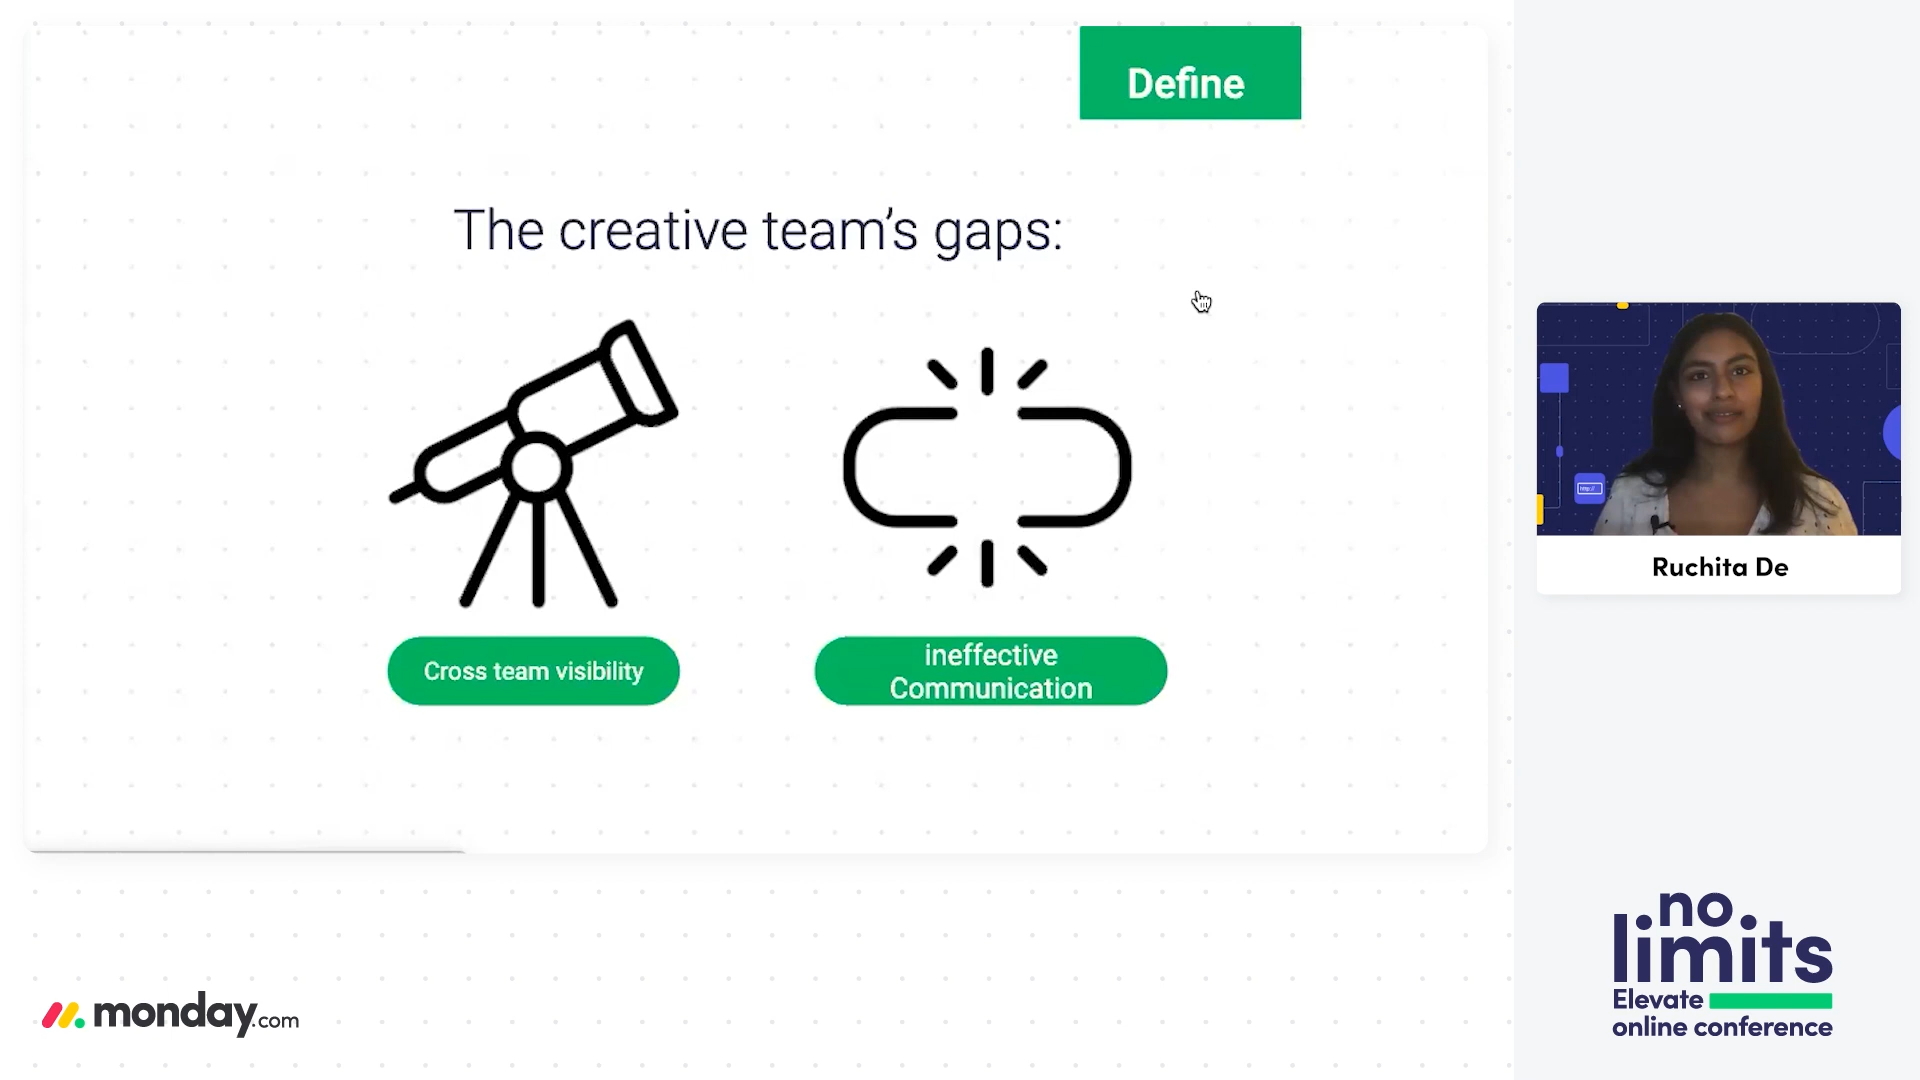 Define
The creative team's gaps:
Cross team visibility
ineffective
Communication
http://
Ruchita De
no
limits
Elevate
online conference
monday.com